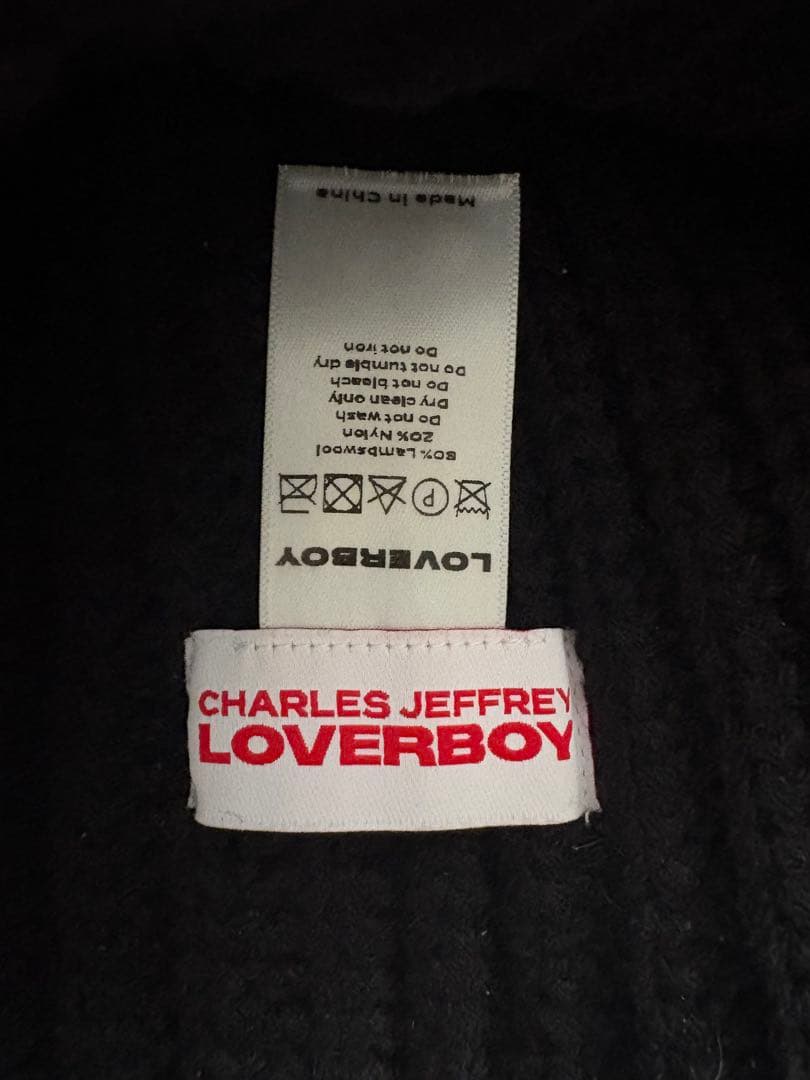 CHARLES JEFFREY
LOVERBOY
LOVERBOY
P
80% Lambswool
20% Nylon
Do not wash
Dry clean only
Do not bleach
Do not tumble dry
Do not iron
Made in China